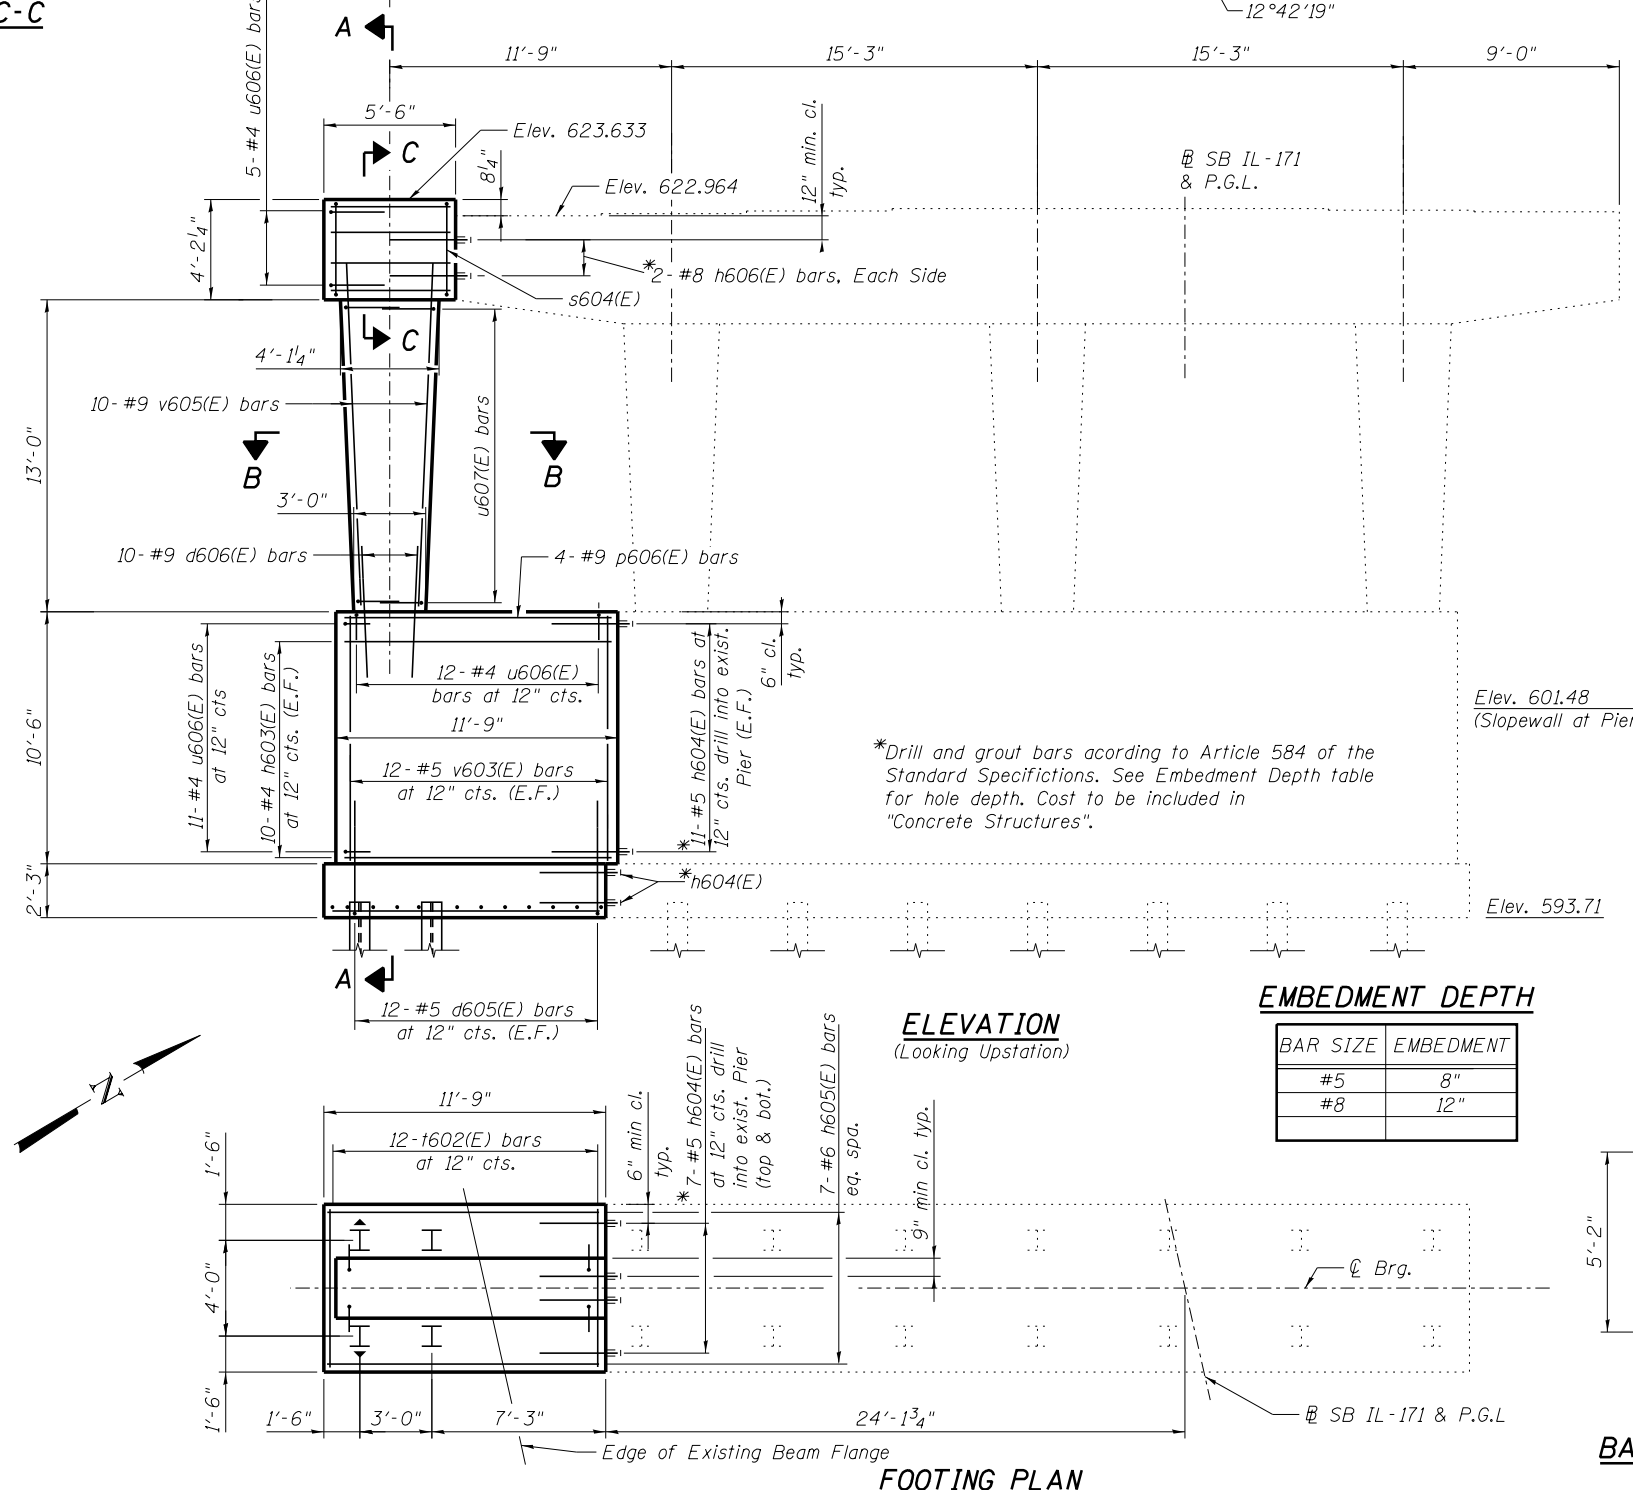 C-C
12°42'19"
A
11'-9"
15'-3"
15'-3"
9'-0"
5-#4 u606(E) bars
5'-6"
Elev. 623.633
C
8¼"
Elev. 622.964
12" min. cl.
typ.
℄ SB IL-171
& P.G.L.
4'-2¼"
*2-#8 h606(E) bars, Each Side
s604(E)
C
4'-1¼"
10-#9 v605(E) bars
13'-0"
B
B
u607(E) bars
3'-0"
10-#9 d606(E) bars
4-#9 p606(E) bars
11-#4 u606(E) bars
at 12" cts
10-#4 h603(E) bars
at 12" cts. (E.F.)
12-#4 u606(E)
bars at 12" cts.
11'-9"
12-#5 v603(E) bars
at 12" cts. (E.F.)
*11-#5 h604(E) bars at
12" cts. drill into exist.
Pier (E.F.)
6" cl.
typ.
10'-6"
Elev. 601.48
(Slopewall at Pier
*Drill and grout bars acording to Article 584 of the
Standard Specifictions. See Embedment Depth table
for hole depth. Cost to be included in
"Concrete Structures".
2'-3"
*h604(E)
Elev. 593.71
A
12-#5 d605(E) bars
at 12" cts. (E.F.)
ELEVATION
(Looking Upstation)
EMBEDMENT DEPTH
BAR SIZE EMBEDMENT
#5 8"
#8 12"
N
11'-9"
12-t602(E) bars
at 12" cts.
6" min cl.
typ.
*7-#5 h604(E) bars
at 12" cts. drill
into exist. Pier
(top & bot.)
7-#6 h605(E) bars
eq. spa.
9" min cl. typ.
1'-6"
4'-0"
1'-6"
5'-2"
℄ Brg.
1'-6"
3'-0"
7'-3"
24'-1¾"
℄ SB IL-171 & P.G.L
Edge of Existing Beam Flange
FOOTING PLAN
BA